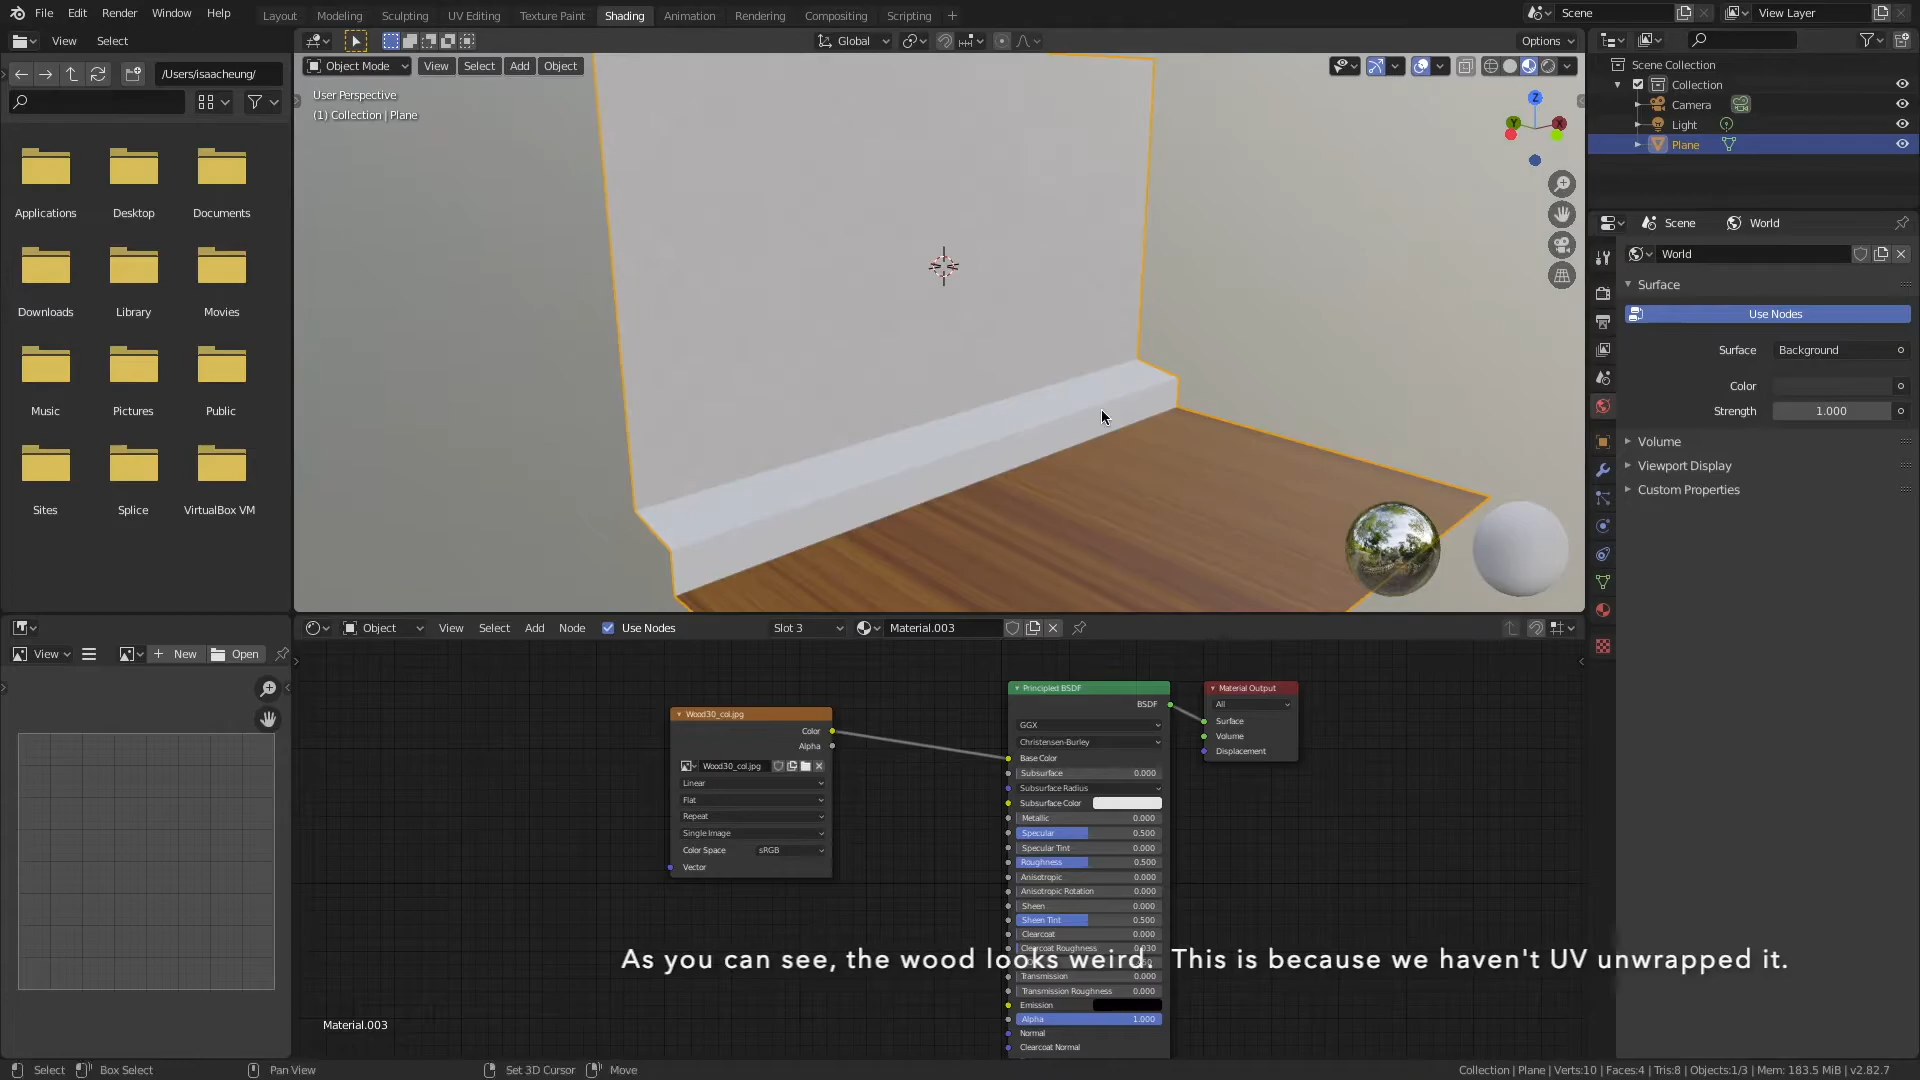 File Edit Render Window Help
Layout Modeling Sculpting UV Editing Texture Paint Shading Animation Rendering Compositing Scripting +
Scene View Layer
View Select
Global Options
/Users/isaaccheung/
Object Mode View Select Add Object
User Perspective
(1) Collection | Plane
Applications Desktop Documents
Downloads Library Movies
Music Pictures Public
Sites Splice VirtualBox VM
Z Y X
Scene Collection
Collection
Camera
Light
Plane
Scene World
World
Surface
Use Nodes
Surface Background
Color
Strength 1.000
Volume
Viewport Display
Custom Properties
Object View Select Add Node Use Nodes Slot 3 Material.003
View New Open
Wood30_col.jpg
Color
Alpha
Wood30_col.jpg
Linear
Flat
Repeat
Single Image
Color Space sRGB
Vector
Principled BSDF
BSDF
GGX
Christensen-Burley
Base Color
Subsurface 0.000
Subsurface Radius
Subsurface Color
Metallic 0.000
Specular 0.500
Specular Tint 0.000
Roughness 0.500
Anisotropic 0.000
Anisotropic Rotation 0.000
Sheen 0.000
Sheen Tint 0.500
Clearcoat 0.000
Clearcoat Roughness 0.030
Transmission 0.000
Transmission Roughness 0.000
Emission
Alpha 1.000
Normal
Clearcoat Normal
Material Output
All
Surface
Volume
Displacement
As you can see, the wood looks weird. This is because we haven't UV unwrapped it.
Material.003
Select Box Select Pan View Set 3D Cursor Move
Collection | Plane | Verts:10 | Faces:4 | Tris:8 | Objects:1/3 | Mem: 183.5 MiB | v2.82.7